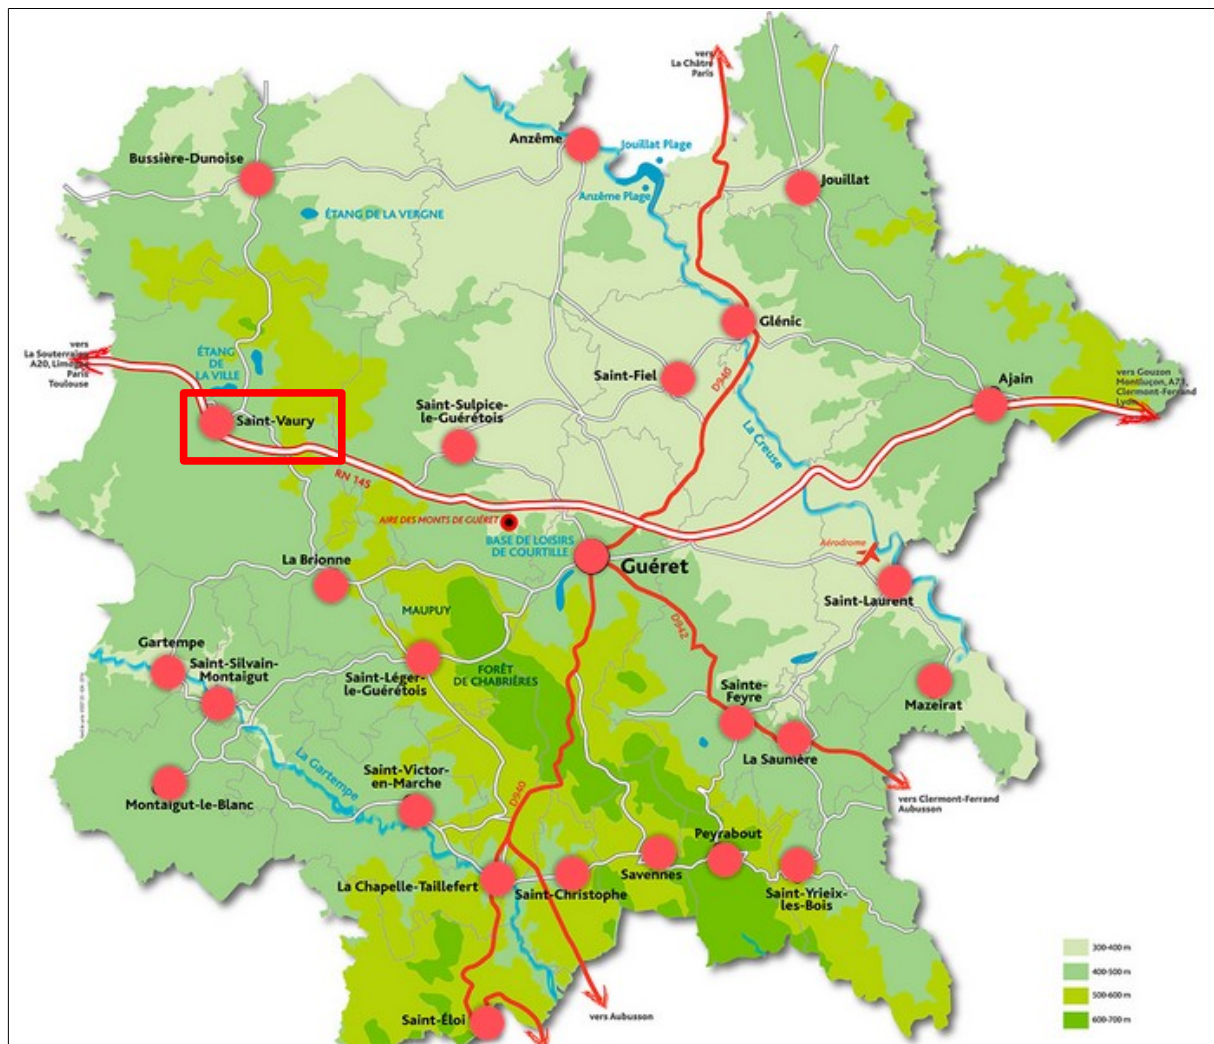 vers
La Châtre
Paris
Anzême
Jouillat Plage
Bussière-Dunoise
Jouillat
Anzême Plage
ÉTANG DE LA VERGNE
Glénic
vers
La Souterraine
A20, Limoges
Paris
Toulouse
ÉTANG
DE
LA VILLE
Saint-Fiel
D940
Ajain
vers Gouzon
Montluçon, A71,
Clermont-Ferrand
Lyon
Saint-Vaury
Saint-Sulpice-
le-Guérétois
La Creuse
RN 145
AIRE DES MONTS DE GUÉRET
BASE DE LOISIRS
DE COURTILLE
Aérodrome
La Brionne
Guéret
Saint-Laurent
MAUPUY
D942
Gartempe
Saint-Silvain-
Montaigut
Saint-Léger-
le-Guérétois
FORÊT
DE CHABRIÈRES
Sainte-
Feyre
Mazeirat
La Saunière
La Gartempe
Saint-Victor-
en-Marche
Montaigut-le-Blanc
D940
vers Clermont-Ferrand
Aubusson
Peyrabout
La Chapelle-Taillefert
Saint-Christophe
Savennes
Saint-Yrieix-
les-Bois
300-400 m
400-500 m
500-600 m
600-700 m
Saint-Éloi
vers Aubusson